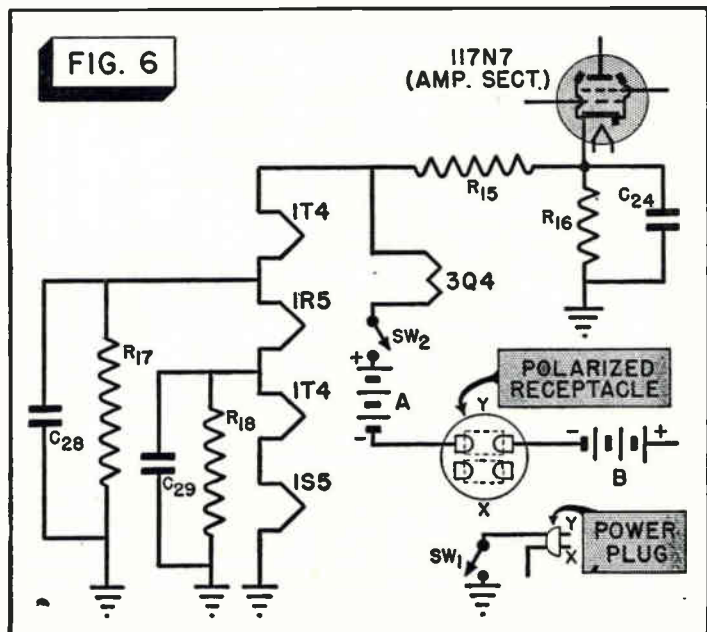 FIG. 6
117N7
(AMP. SECT.)
R15
R16
C24
1T4
1R5
3Q4
SW2
+
A
-
POLARIZED
RECEPTACLE
Y
X
R17
C28
R18
C29
1T4
1S5
- +
B
SW1
Y
X
POWER
PLUG